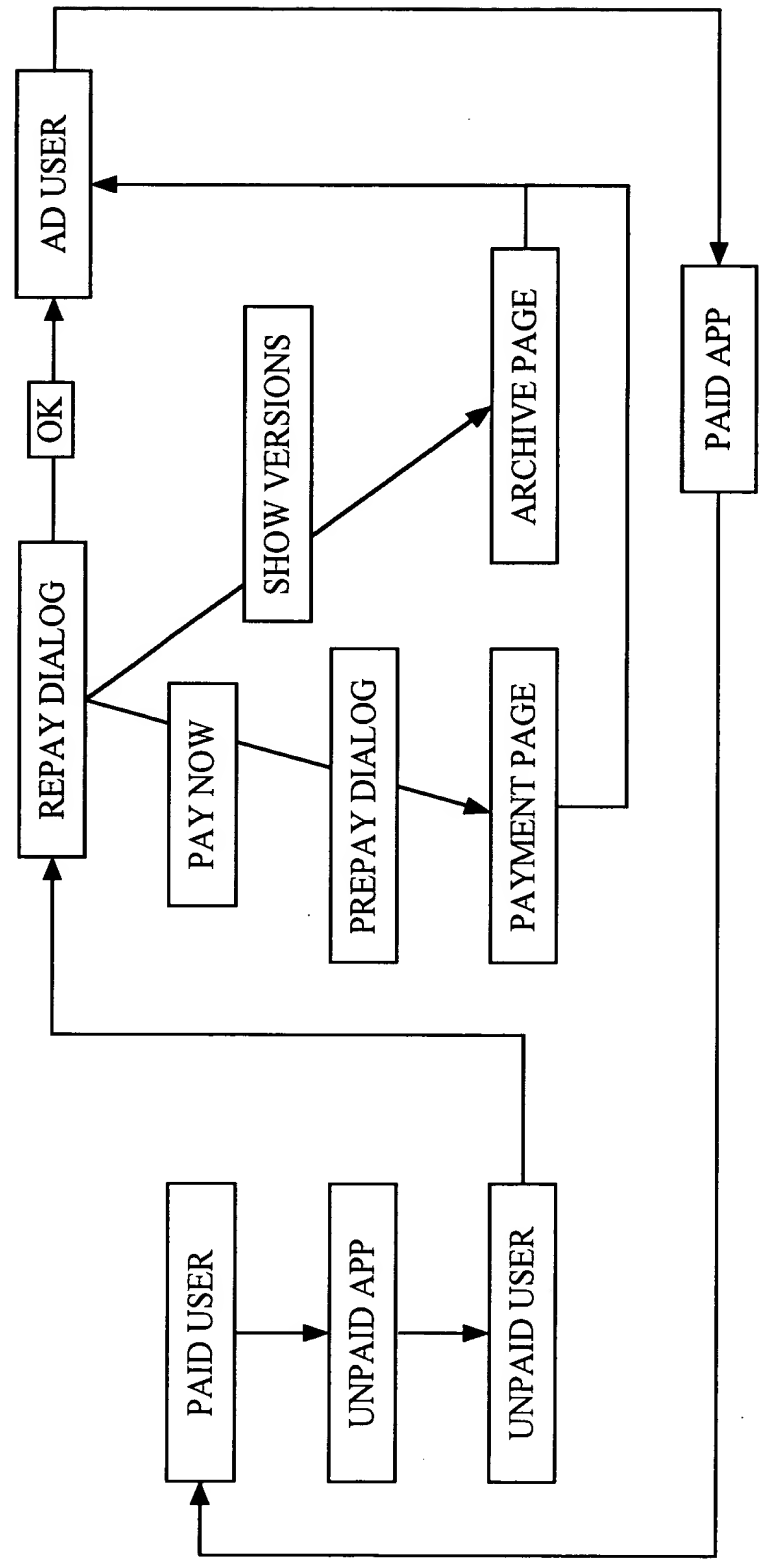 PAID USER
UNPAID APP
UNPAID USER
REPAY DIALOG
PAY NOW
PREPAY DIALOG
PAYMENT PAGE
SHOW VERSIONS
ARCHIVE PAGE
OK
AD USER
PAID APP